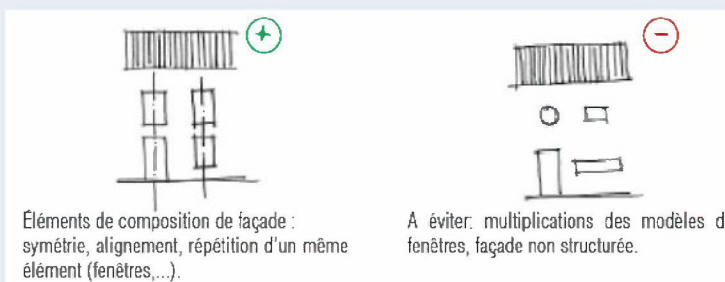 Éléments de composition de façade :
symétrie, alignement, répétition d'un même
élément (fenêtres,...).
A éviter: multiplications des modèles d
fenêtres, façade non structurée.